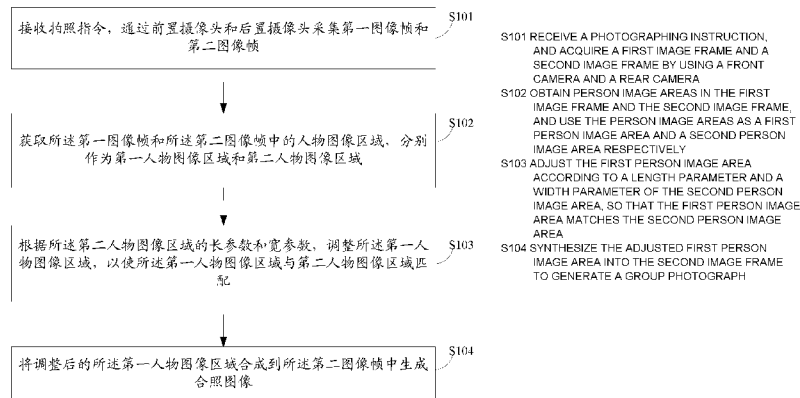 S101
接收拍照指令，通过前置摄像头和后置摄像头采集第一图像帧和
第二图像帧
S102
获取所述第一图像帧和所述第二图像帧中的人物图像区域，分别
作为第一人物图像区域和第二人物图像区域
S103
根据所述第二人物图像区域的长参数和宽参数，调整所述第一人
物图像区域，以使所述第一人物图像区域与第二人物图像区域匹
配
S104
将调整后的所述第一人物图像区域合成到所述第二图像帧中生成
合照图像
S101 RECEIVE A PHOTOGRAPHING INSTRUCTION,
AND ACQUIRE A FIRST IMAGE FRAME AND A
SECOND IMAGE FRAME BY USING A FRONT
CAMERA AND A REAR CAMERA
S102 OBTAIN PERSON IMAGE AREAS IN THE FIRST
IMAGE FRAME AND THE SECOND IMAGE FRAME,
AND USE THE PERSON IMAGE AREAS AS A FIRST
PERSON IMAGE AREA AND A SECOND PERSON
IMAGE AREA RESPECTIVELY
S103 ADJUST THE FIRST PERSON IMAGE AREA
ACCORDING TO A LENGTH PARAMETER AND A
WIDTH PARAMETER OF THE SECOND PERSON
IMAGE AREA, SO THAT THE FIRST PERSON IMAGE
AREA MATCHES THE SECOND PERSON IMAGE
AREA
S104 SYNTHESIZE THE ADJUSTED FIRST PERSON
IMAGE AREA INTO THE SECOND IMAGE FRAME
TO GENERATE A GROUP PHOTOGRAPH